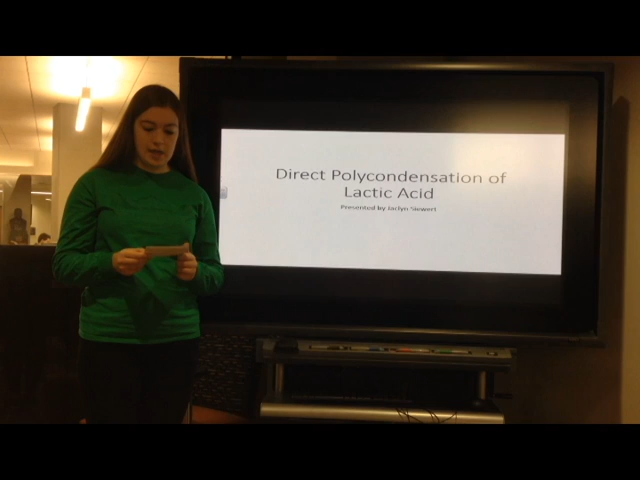 Direct Polycondensation of
Lactic Acid
Presented by Jaclyn Siewert